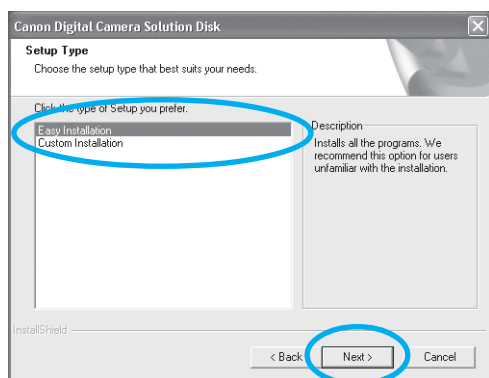 Canon Digital Camera Solution Disk
Setup Type
Choose the setup type that best suits your needs.
Click the type of Setup you prefer.
Easy Installation
Custom Installation
Description
Installs all the programs. We
recommend this option for users
unfamiliar with the installation.
InstallShield
< Back
Next >
Cancel